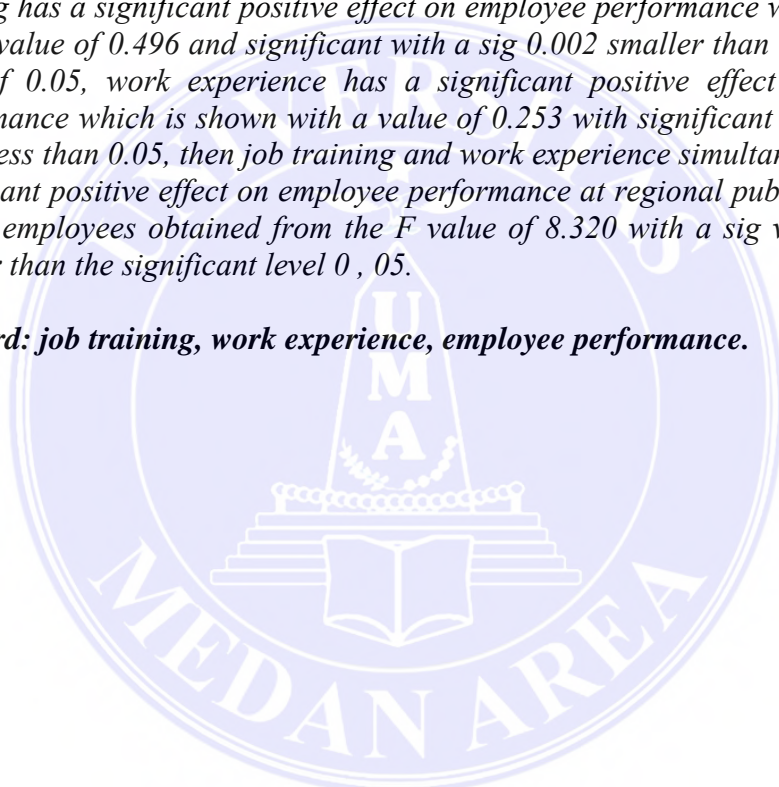 g has a significant positive effect on employee performance w
value of 0.496 and significant with a sig 0.002 smaller than
of 0.05, work experience has a significant positive effect
mance which is shown with a value of 0.253 with significant
ess than 0.05, then job training and work experience simultan
ant positive effect on employee performance at regional pub
employees obtained from the F value of 8.320 with a sig v
r than the significant level 0 , 05.
rd: job training, work experience, employee performance.
UNIVERSITAS
UMA
MEDAN AREA